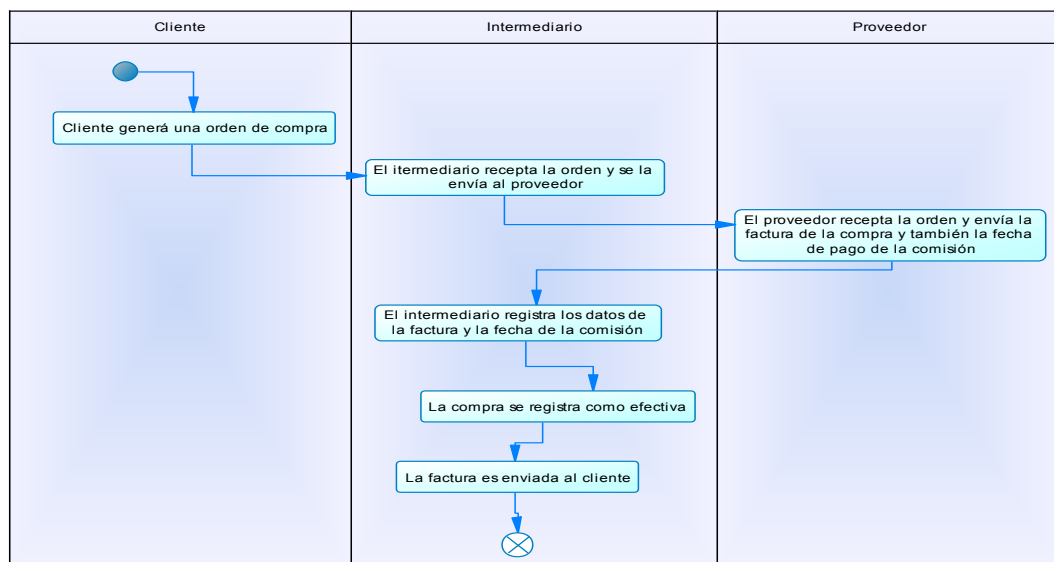 Cliente
Intermediario
Proveedor
Cliente generá una orden de compra
El itermediario recepta la orden y se la
envía al proveedor
El proveedor recepta la orden y envía la
factura de la compra y también la fecha
de pago de la comisión
El intermediario registra los datos de
la factura y la fecha de la comisión
La compra se registra como efectiva
La factura es enviada al cliente